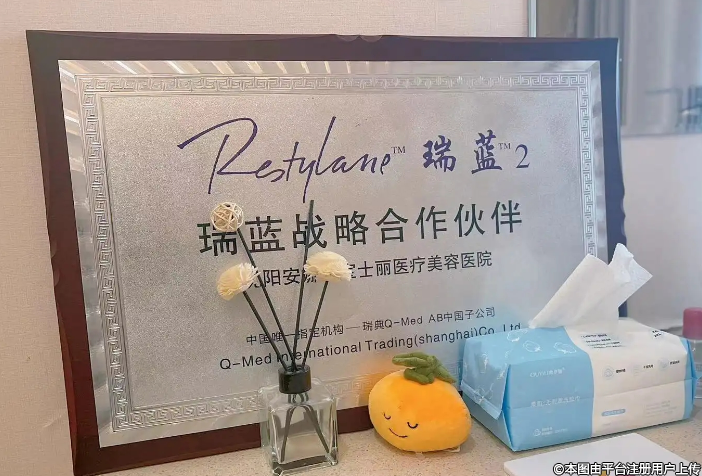 Restylane™ 瑞蓝™2
瑞蓝战略合作伙伴
阳安 士丽医疗美容医院
中国唯一指定机构—瑞典Q-Med AB中国子公司
Q-Med International Trading(shanghai)Co. Ltd
©本图由平台注册用户上传